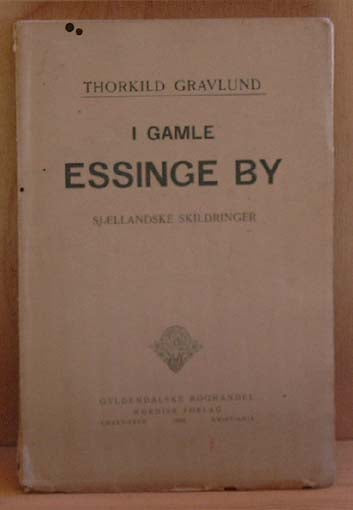 THORKILD GRAVLUND
I GAMLE
ESSINGE BY
SJÆLLANDSKE SKILDRINGER
GYLDENDALSKE BOGHANDEL
NORDISK FORLAG